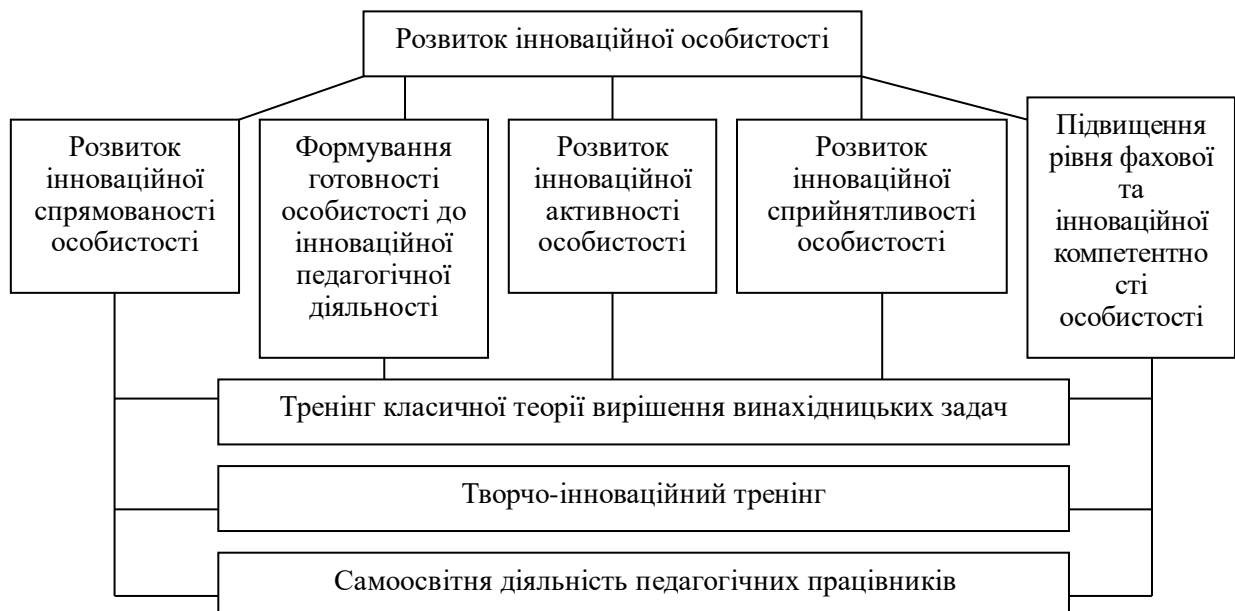 Розвиток інноваційної особистості
Розвиток
інноваційної
спрямованості
особистості
Формування
готовності
особистості до
інноваційної
педагогічної
діяльності
Розвиток
інноваційної
активності
особистості
Розвиток
інноваційної
сприйнятливості
особистості
Підвищення
рівня фахової
та
інноваційної
компетентно
сті
особистості
Тренінг класичної теорії вирішення винахідницьких задач
Творчо-інноваційний тренінг
Самоосвітня діяльність педагогічних працівників